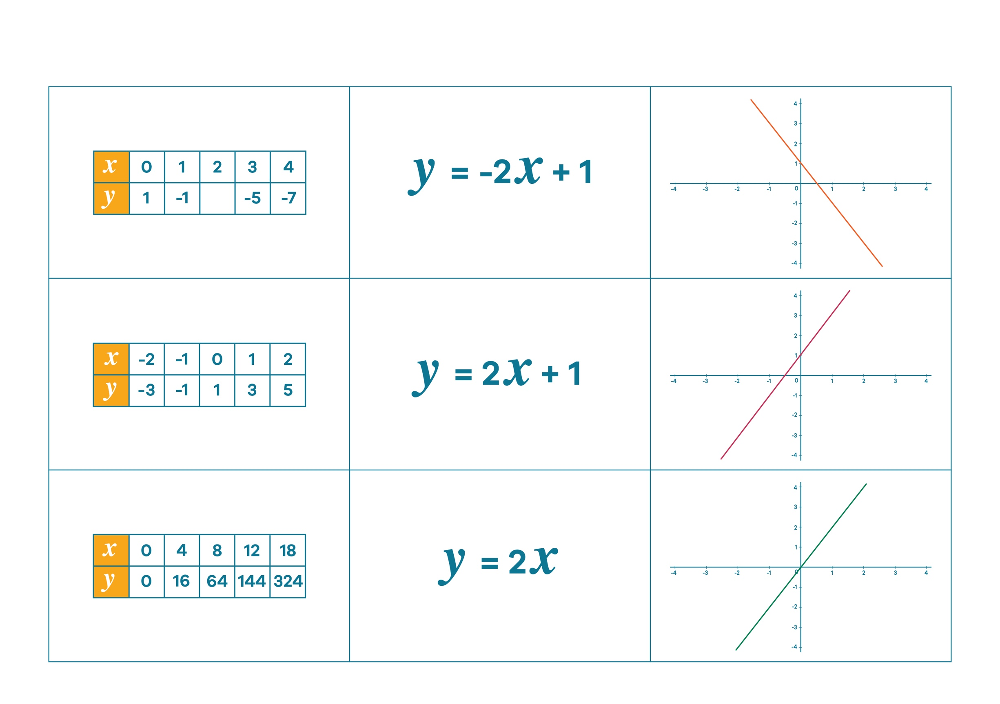 x 0 1 2 3 4
y 1 -1 -5 -7
y = -2x + 1
4
3
2
1
-4 -3 -2 -1 0 1 2 3 4
-1
-2
-3
-4
x -2 -1 0 1 2
y -3 -1 1 3 5
y = 2x + 1
4
3
2
1
-4 -3 -2 -1 0 1 2 3 4
-1
-2
-3
-4
x 0 4 8 12 18
y 0 16 64 144 324
y = 2x
4
3
2
1
-4 -3 -2 -1 0 1 2 3 4
-1
-2
-3
-4